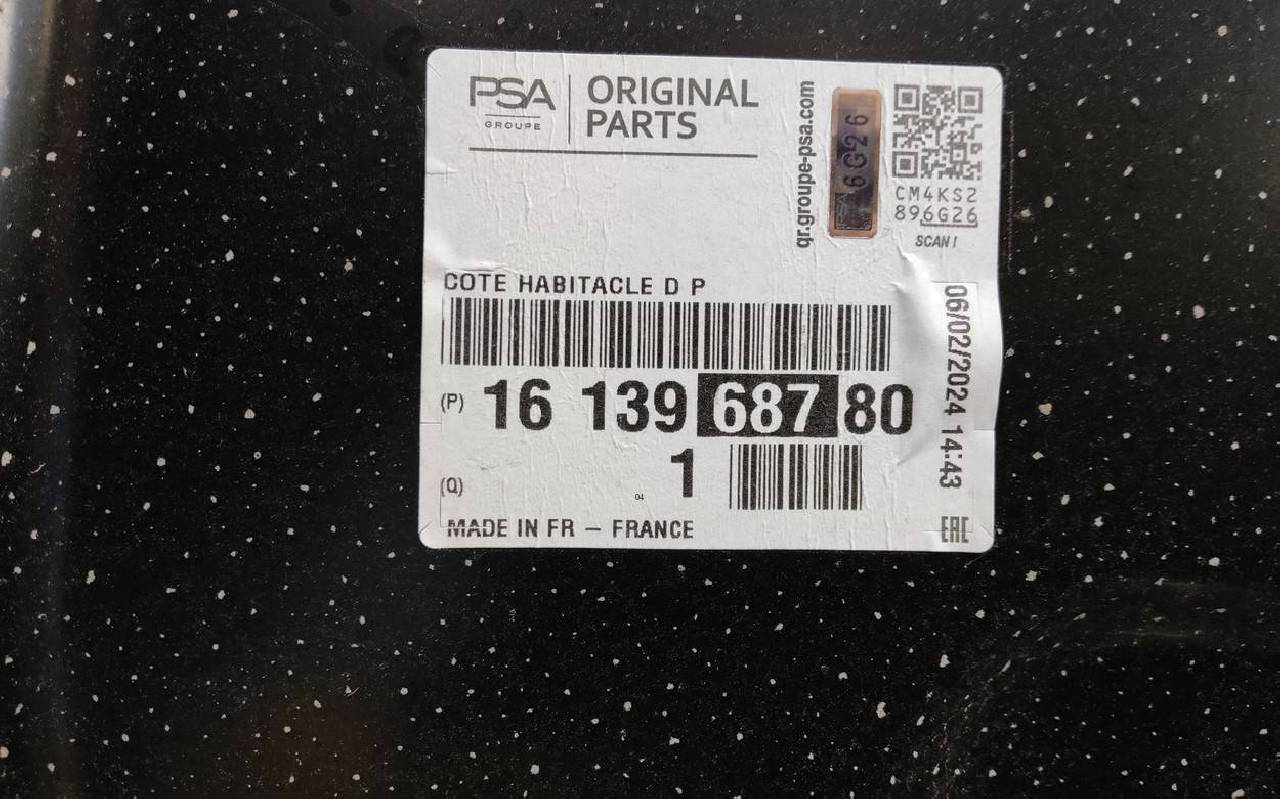 PSA
GROUPE
ORIGINAL
PARTS
qr.groupe-psa.com
6G26
CM4KS2
896G26
SCAN!
COTE HABITACLE D P
(P) 16 139 687 80
(Q) 04 1
MADE IN FR – FRANCE
06/02/2024 14:43
EAC